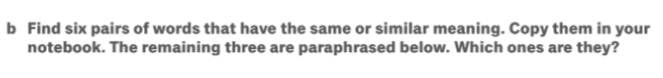 b Find six pairs of words that have the same or similar meaning. Copy them in your
notebook. The remaining three are paraphrased below. Which ones are they?